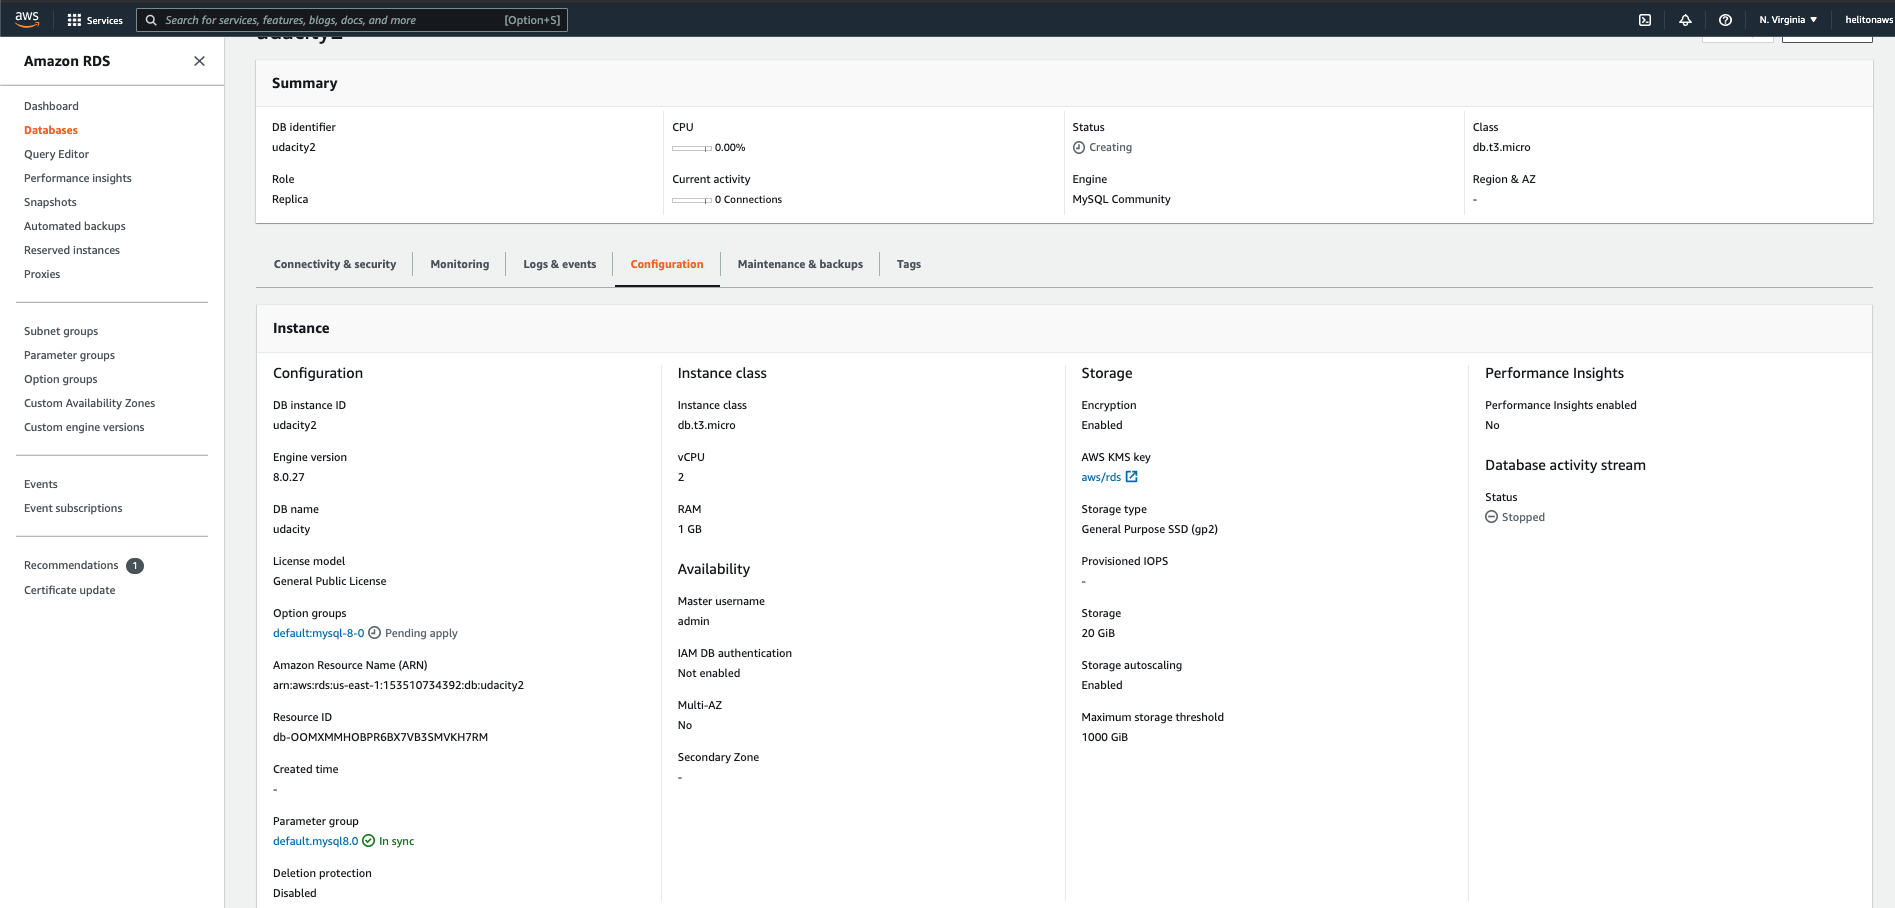 aws
Services
Search for services, features, blogs, docs, and more
[Option+S]
N. Virginia ▼
helitonaws
Amazon RDS
Dashboard
Databases
Query Editor
Performance insights
Snapshots
Automated backups
Reserved instances
Proxies
Subnet groups
Parameter groups
Option groups
Custom Availability Zones
Custom engine versions
Events
Event subscriptions
Recommendations 1
Certificate update
udacity2
Summary
DB identifier
udacity2
Role
Replica
CPU
0.00%
Current activity
0 Connections
Status
Creating
Engine
MySQL Community
Class
db.t3.micro
Region & AZ
-
Connectivity & security
Monitoring
Logs & events
Configuration
Maintenance & backups
Tags
Instance
Configuration
DB instance ID
udacity2
Engine version
8.0.27
DB name
udacity
License model
General Public License
Option groups
default:mysql-8-0 Pending apply
Amazon Resource Name (ARN)
arn:aws:rds:us-east-1:153510734392:db:udacity2
Resource ID
db-OOMXMMHOBPR6BX7VB3SMVKH7RM
Created time
-
Parameter group
default.mysql8.0 In sync
Deletion protection
Disabled
Instance class
Instance class
db.t3.micro
vCPU
2
RAM
1 GB
Availability
Master username
admin
IAM DB authentication
Not enabled
Multi-AZ
No
Secondary Zone
-
Storage
Encryption
Enabled
AWS KMS key
aws/rds
Storage type
General Purpose SSD (gp2)
Provisioned IOPS
-
Storage
20 GiB
Storage autoscaling
Enabled
Maximum storage threshold
1000 GiB
Performance Insights
Performance Insights enabled
No
Database activity stream
Status
Stopped